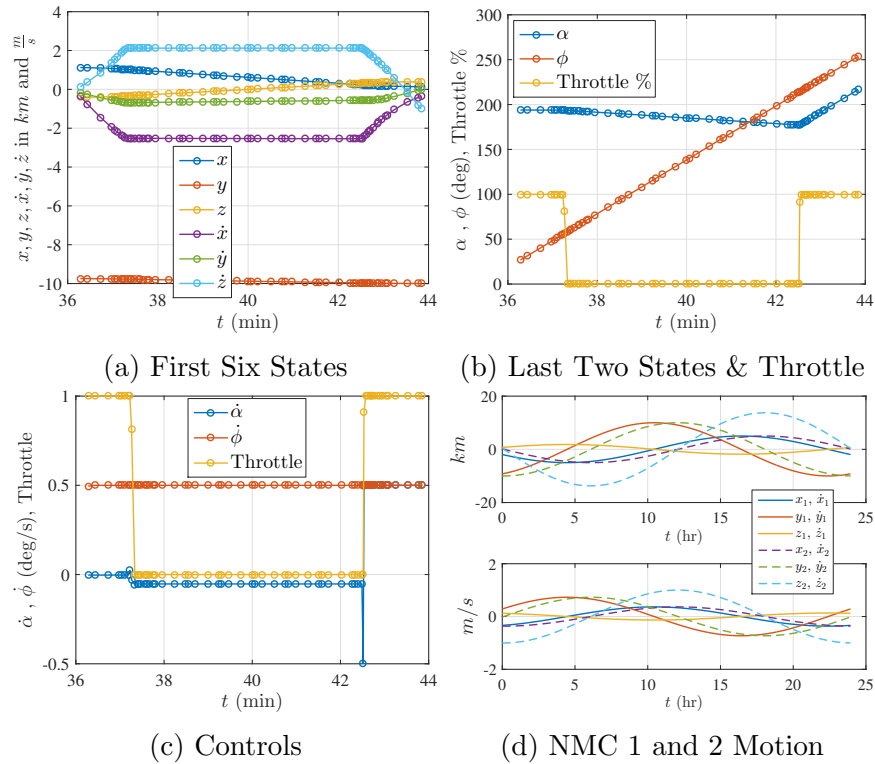 x, y, z, ẋ, ẏ, ż in km and m/s
4
2
0
-2
-4
-6
-8
-10
x
y
z
ẋ
ẏ
ż
36 38 40 42 44
t (min)
(a) First Six States
α , ϕ (deg), Throttle %
300
250
200
150
100
50
0
α
ϕ
Throttle %
36 38 40 42 44
t (min)
(b) Last Two States & Throttle
α̇ , ϕ̇ (deg/s), Throttle
1
0.5
0
-0.5
α̇
ϕ̇
Throttle
36 38 40 42 44
t (min)
(c) Controls
km
20
0
-20
0 5 10 15 20 25
t (hr)
x₁, ẋ₁
y₁, ẏ₁
z₁, ż₁
x₂, ẋ₂
y₂, ẏ₂
z₂, ż₂
m/s
2
0
-2
0 5 10 15 20 25
t (hr)
(d) NMC 1 and 2 Motion